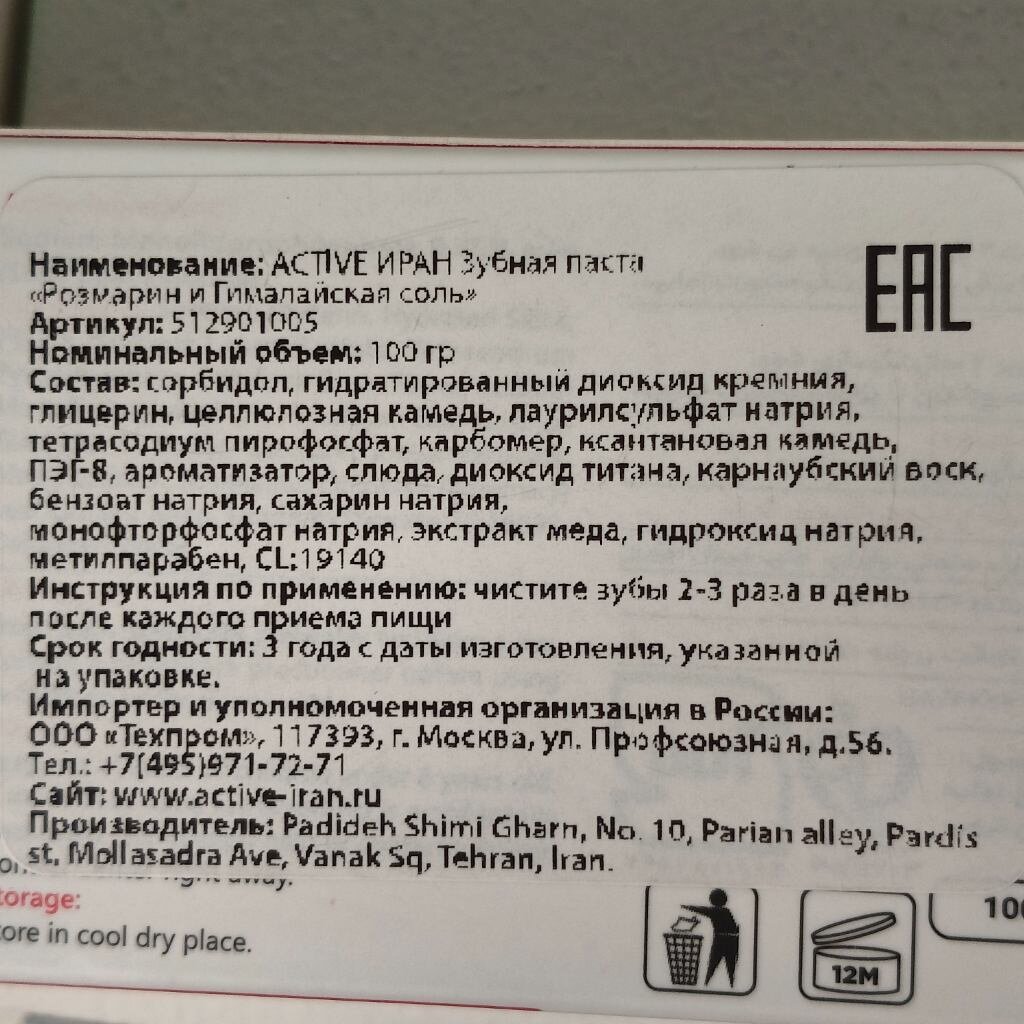 Наименование: ACTIVE ИРАН Зубная паста
«Розмарин и Гималайская соль»
EAC
Артикул: 512901005
Номинальный объем: 100 гр
Состав: сорбидол, гидратированный диоксид кремния,
глицерин, целлюлозная камедь, лаурилсульфат натрия,
тетрасодиум пирофосфат, карбомер, ксантановая камедь,
ПЭГ-8, ароматизатор, слюда, диоксид титана, карнаубский воск,
бензоат натрия, сахарин натрия,
монофторфосфат натрия, экстракт меда, гидроксид натрия,
метилпарабен, CL:19140
Инструкция по применению: чистите зубы 2-3 раза в день
после каждого приема пищи
Срок годности: 3 года с даты изготовления, указанной
на упаковке.
Импортер и уполномоченная организация в России:
ООО «Техпром», 117393, г. Москва, ул. Профсоюзная, д.56.
Тел.: +7(495)971-72-71
Сайт: www.active-iran.ru
Производитель: Padideh Shimi Gharn, No. 10, Parian alley, Pardis
st, Mollasadra Ave, Vanak Sq, Tehran, Iran.
right away.
torage:
tore in cool dry place.
12M
100